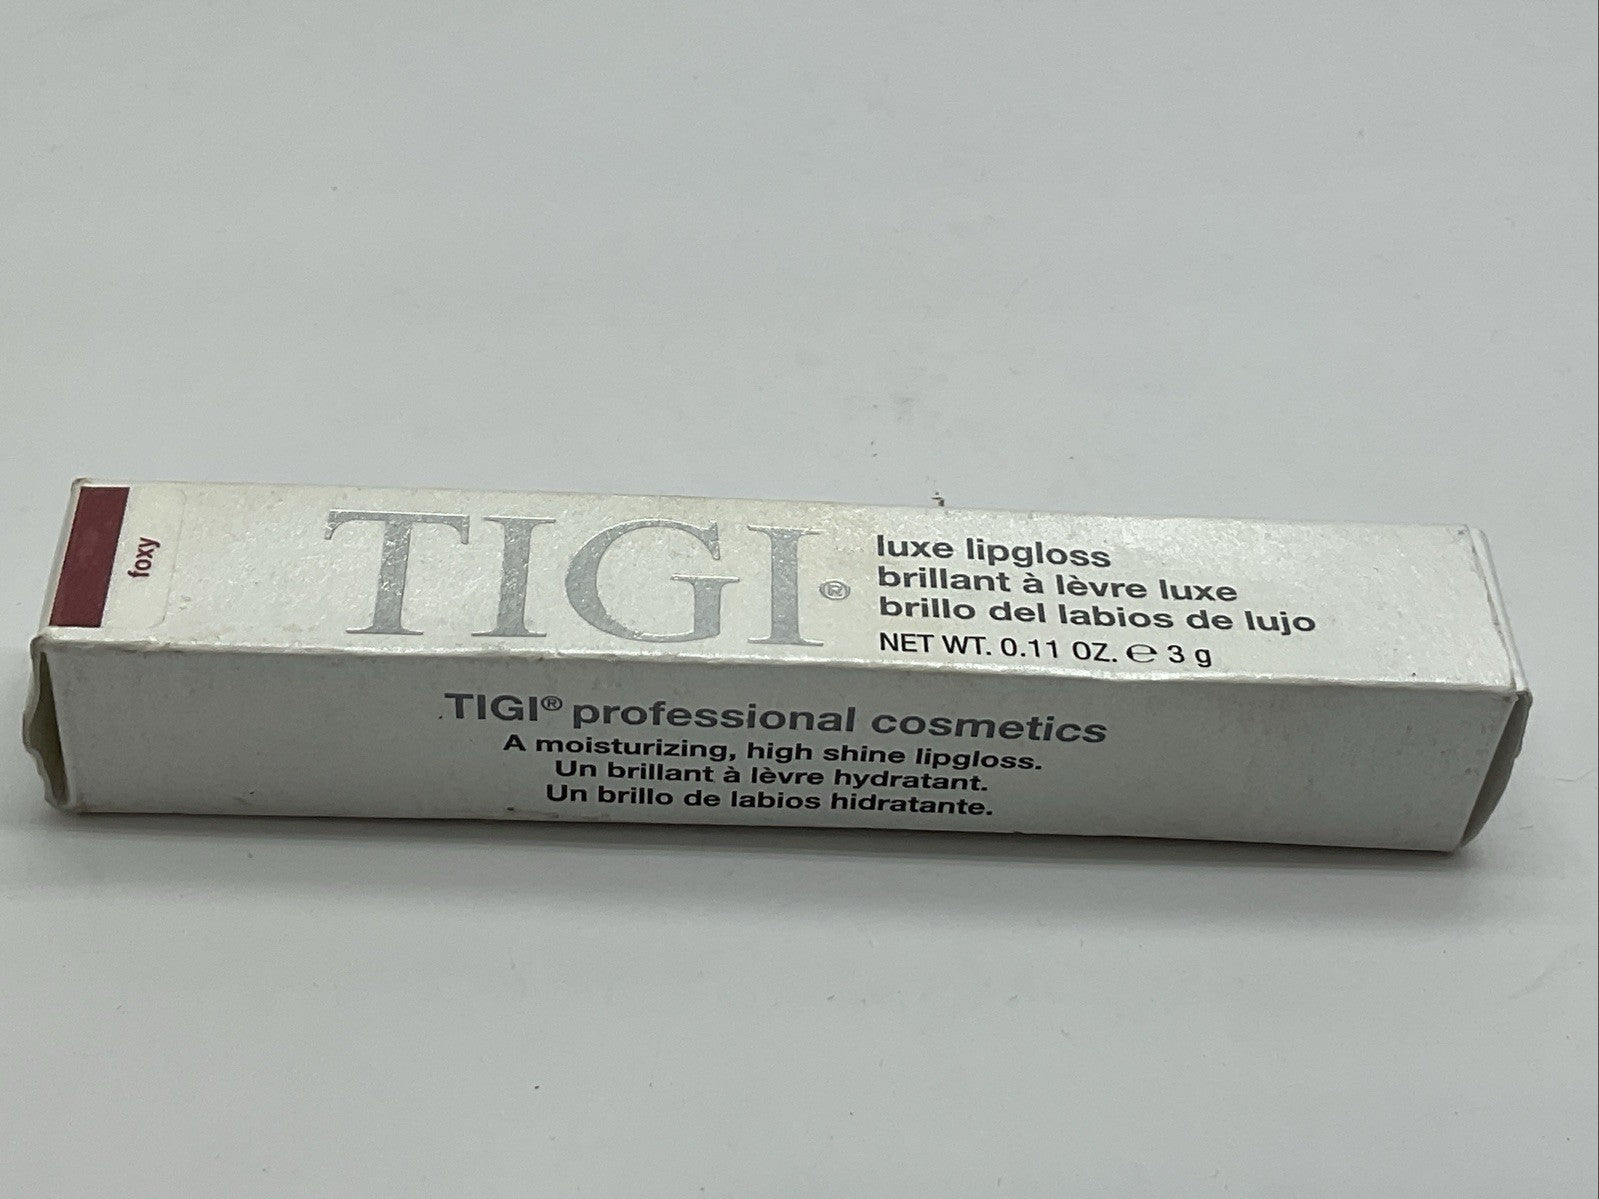 foxy
TIGI®
luxe lipgloss
brillant à lèvre luxe
brillo del labios de lujo
NET WT. 0.11 OZ. ℮ 3 g
TIGI® professional cosmetics
A moisturizing, high shine lipgloss.
Un brillant à lèvre hydratant.
Un brillo de labios hidratante.